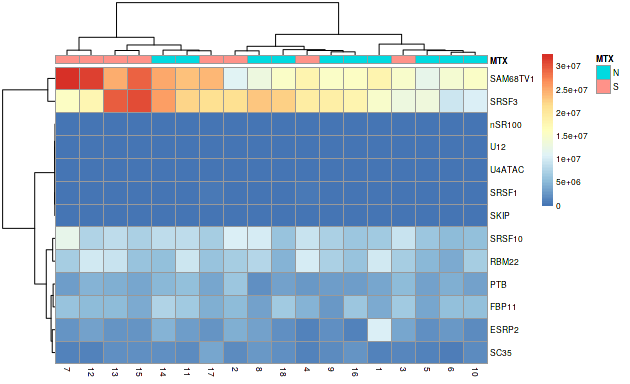 MTX
MTX
N
S
SAM68TV1
SRSF3
nSR100
U12
U4ATAC
SRSF1
SKIP
SRSF10
RBM22
PTB
FBP11
ESRP2
SC35
3e+07
2.5e+07
2e+07
1.5e+07
1e+07
5e+06
0
7 12 13 15 14 11 17 2 8 18 4 9 16 1 3 5 6 10